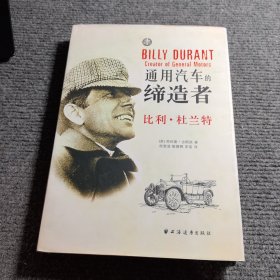 BILLY DURANT
Creator of General Motors
通用汽车的
缔造者
比利·杜兰特
上海远东出版社